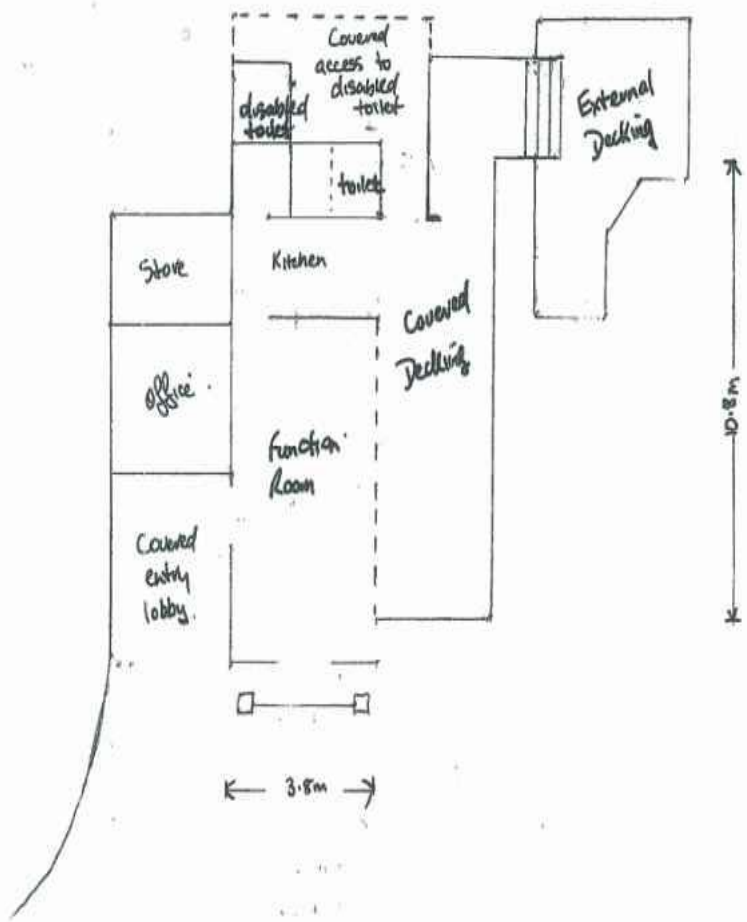 Covered
access to
disabled
toilet
disabled
toilet
External
Decking
toilet
Store
Kitchen
Covered
Decking
office
function
Room
Covered
entry
lobby.
10.8m
3.8m